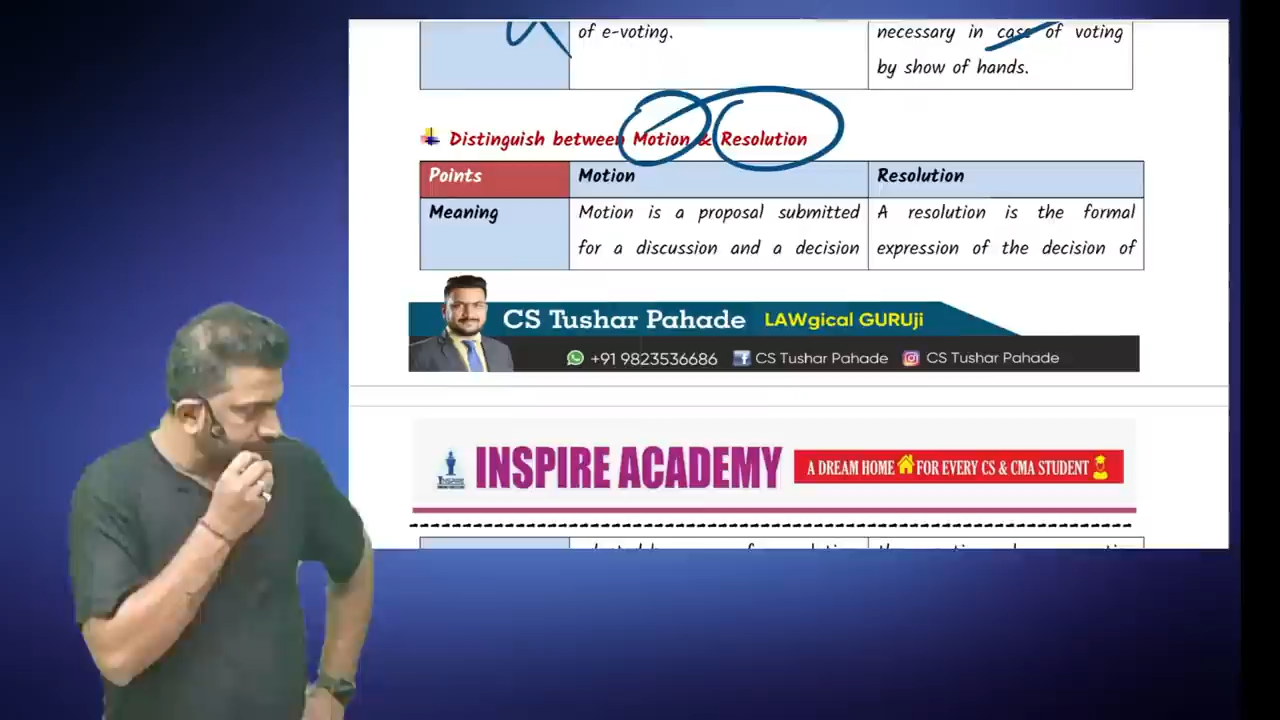 of e-voting.
necessary in case of voting
by show of hands.
Distinguish between Motion & Resolution
Points Motion Resolution
Meaning Motion is a proposal submitted A resolution is the formal
for a discussion and a decision expression of the decision of
CS Tushar Pahade LAWgical GURUji
+91 9823536686 CS Tushar Pahade CS Tushar Pahade
INSPIRE ACADEMY A DREAM HOME FOR EVERY CS & CMA STUDENT